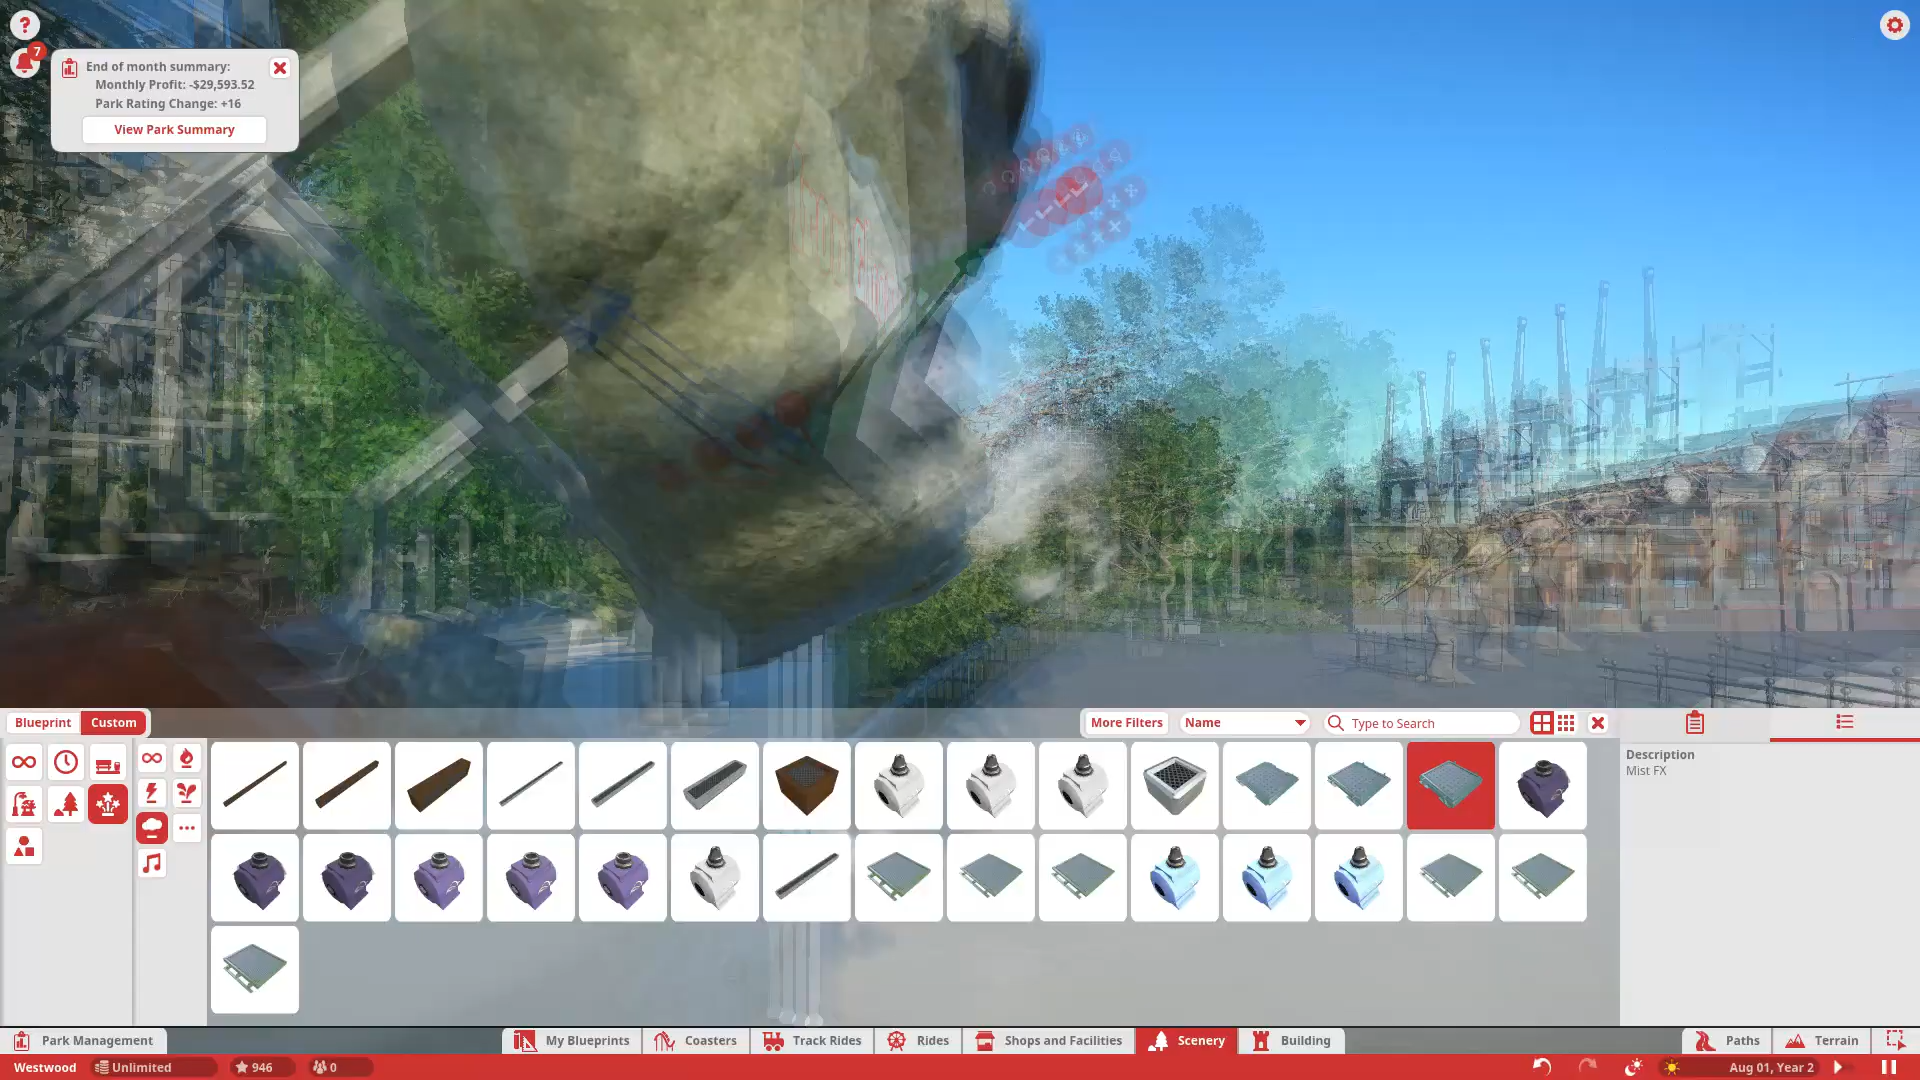 ?
7
End of month summary:
Monthly Profit: -$29,593.52
Park Rating Change: +16
View Park Summary
Blueprint
Custom
More Filters
Name
Type to Search
Description
Mist FX
Park Management
My Blueprints
Coasters
Track Rides
Rides
Shops and Facilities
Scenery
Building
Paths
Terrain
Westwood
Unlimited
946
0
Aug 01, Year 2